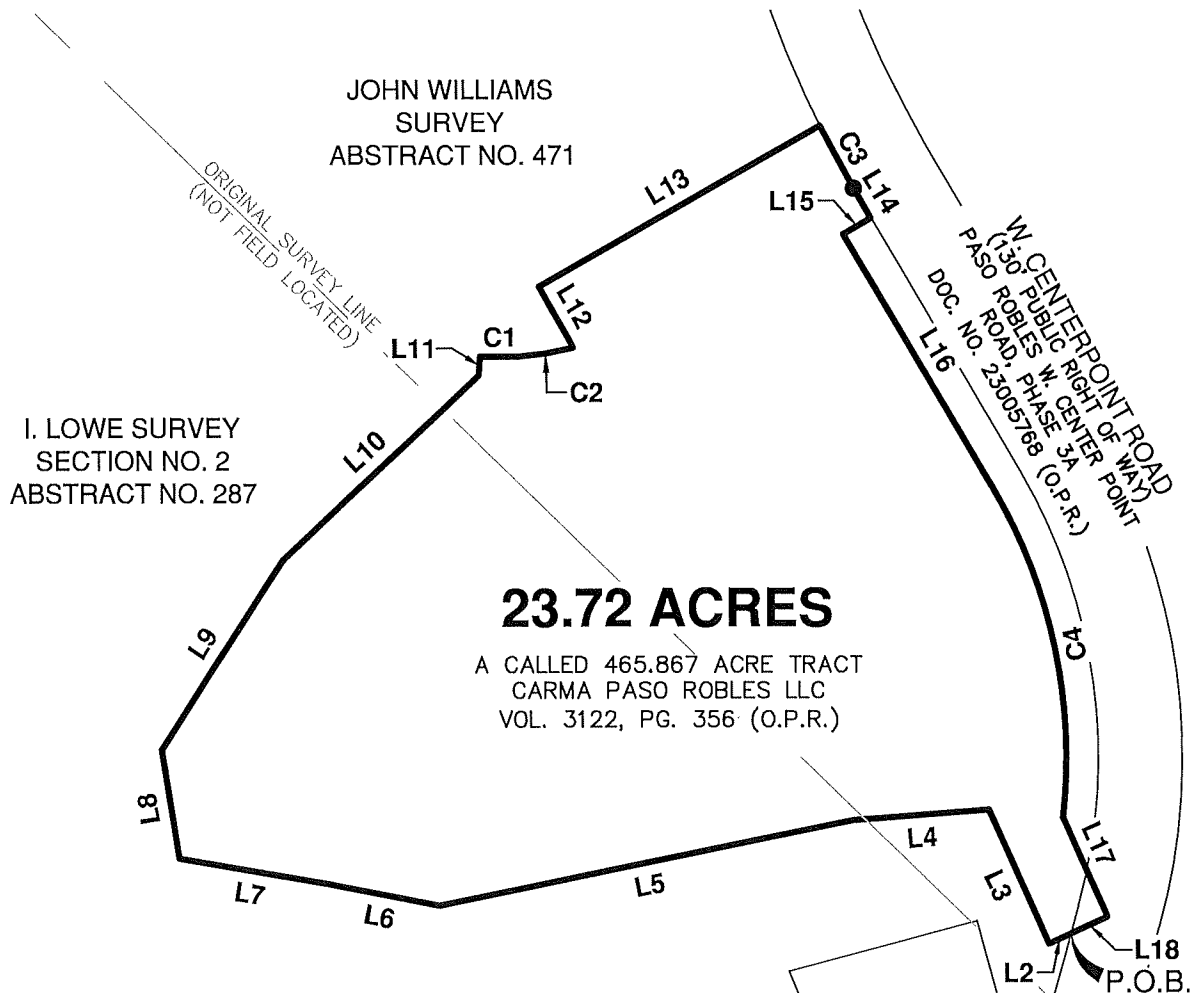 JOHN WILLIAMS
SURVEY
ABSTRACT NO. 471
ORIGINAL SURVEY LINE
(NOT FIELD LOCATED)
L13
C3
L14
L15
L12
L11
C1
C2
L16
W. CENTERPOINT ROAD
(130' PUBLIC RIGHT OF WAY)
PASO ROBLES W. CENTER POINT
ROAD, PHASE 3A
DOC. NO. 23005768 (O.P.R.)
I. LOWE SURVEY
SECTION NO. 2
ABSTRACT NO. 287
L10
L9
23.72 ACRES
A CALLED 465.867 ACRE TRACT
CARMA PASO ROBLES LLC
VOL. 3122, PG. 356 (O.P.R.)
C4
L8
L7
L6
L5
L4
L3
L17
L2
L18
P.O.B.